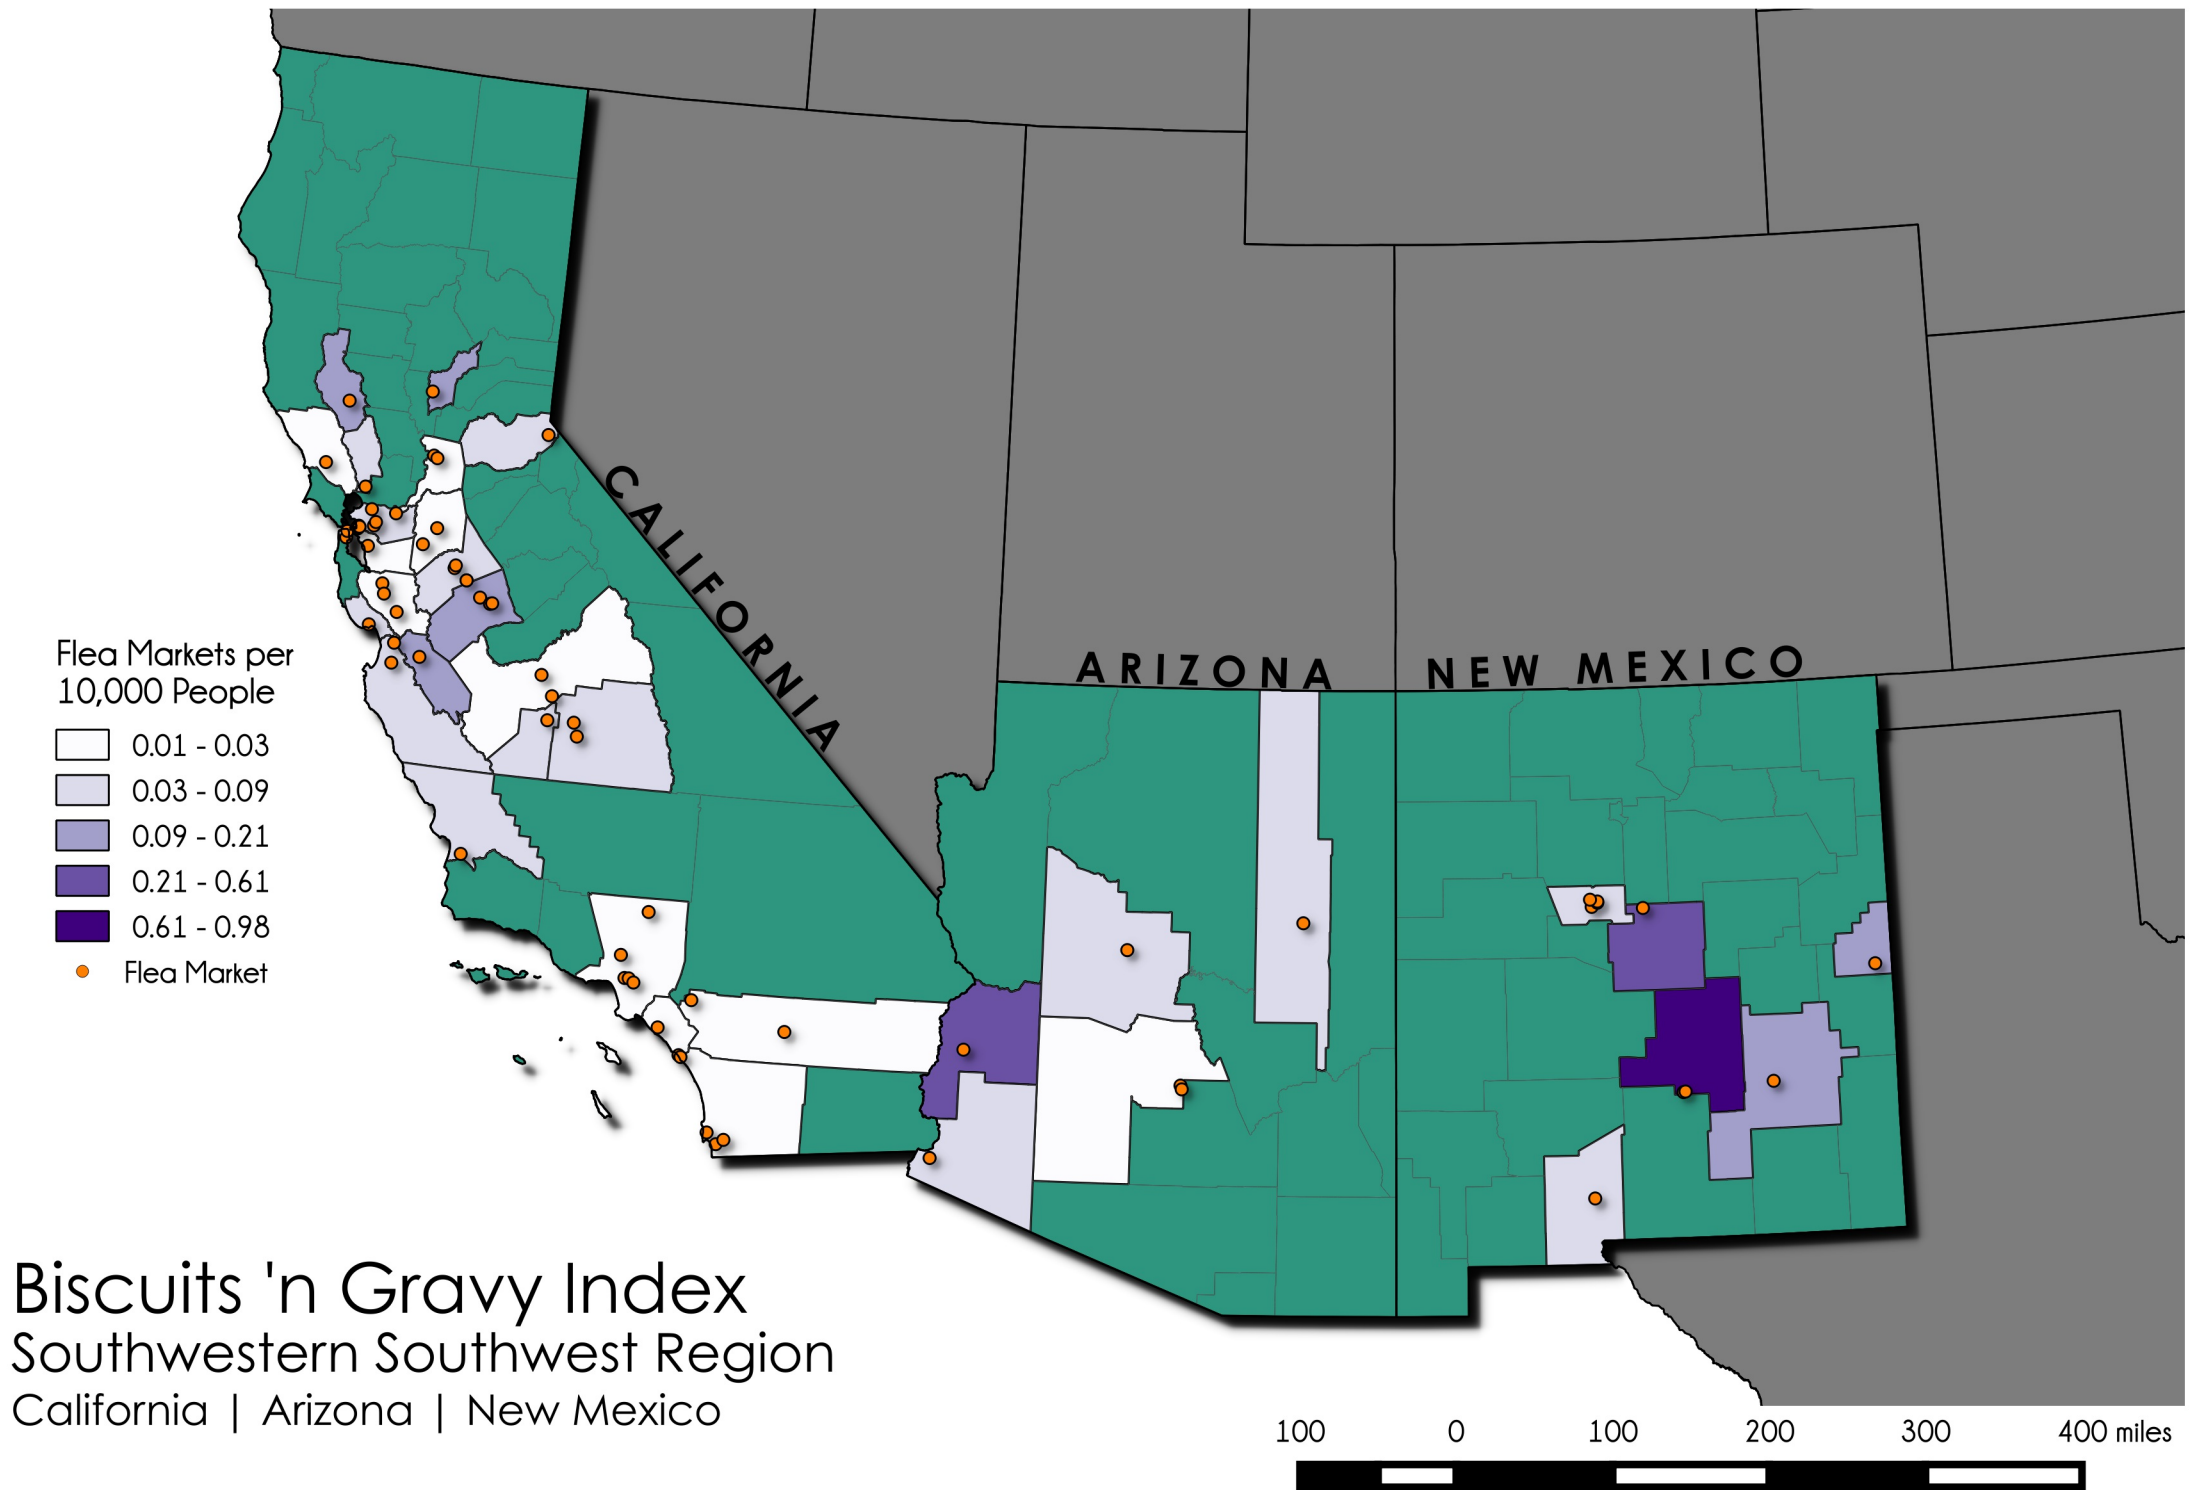 CALIFORNIA
ARIZONA
NEW MEXICO
Flea Markets per
10,000 People
0.01 - 0.03
0.03 - 0.09
0.09 - 0.21
0.21 - 0.61
0.61 - 0.98
Flea Market
Biscuits 'n Gravy Index
Southwestern Southwest Region
California | Arizona | New Mexico
100 0 100 200 300 400 miles